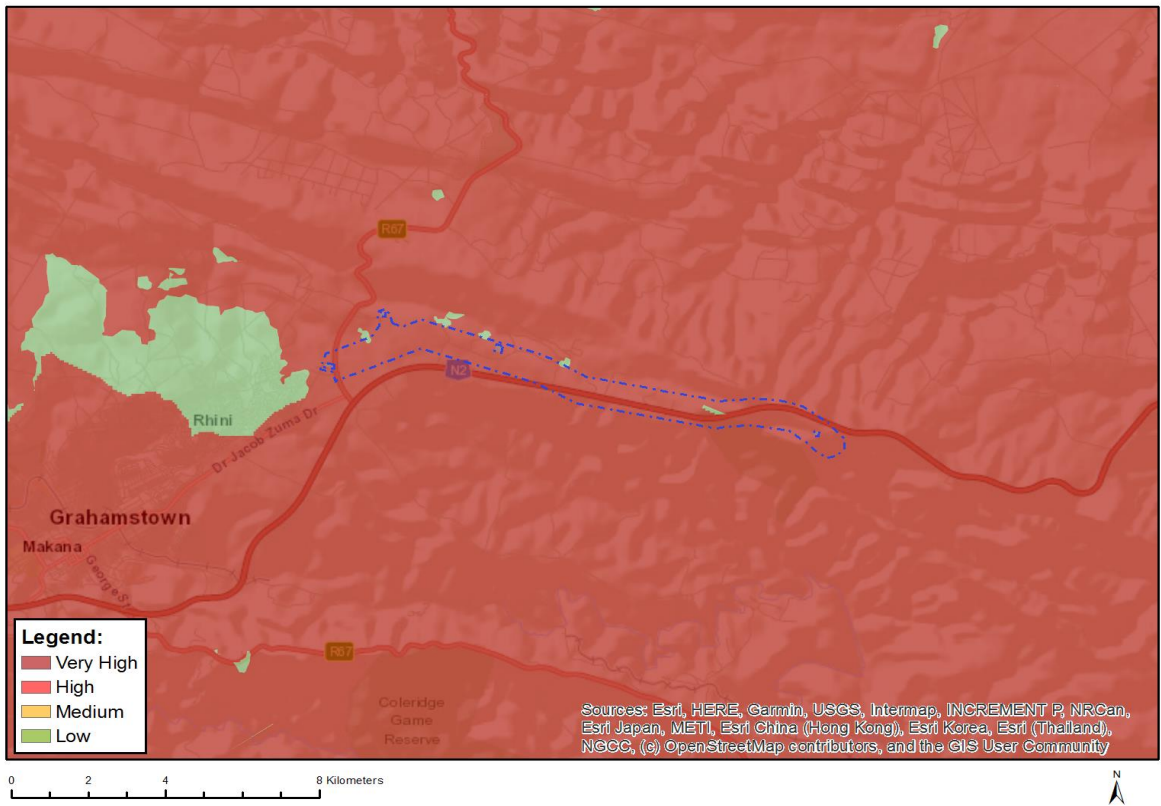 R67
N2
Rhini
Dr Jacob Zuma Dr
Grahamstown
Makana
George St
R67
Coleridge
Game
Reserve
Legend:
Very High
High
Medium
Low
Sources: Esri, HERE, Garmin, USGS, Intermap, INCREMENT P, NRCan,
Esri Japan, METI, Esri China (Hong Kong), Esri Korea, Esri (Thailand),
NGCC, (c) OpenStreetMap contributors, and the GIS User Community
0 2 4 8 Kilometers
N